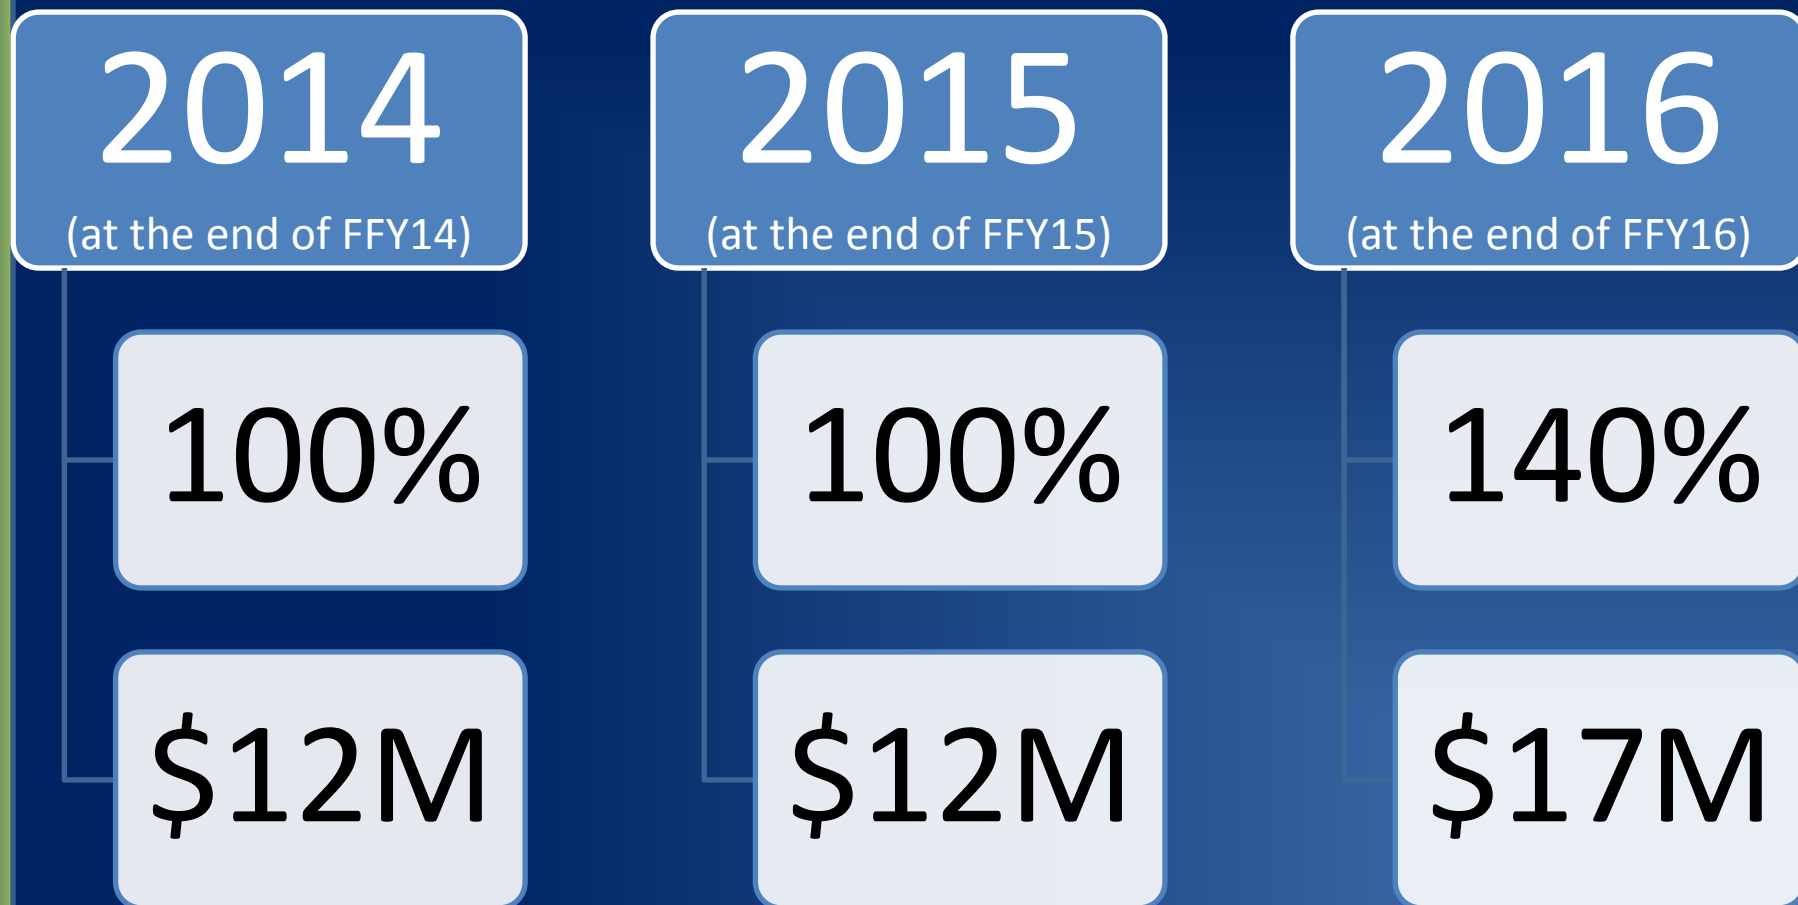 2014
(at the end of FFY14)
100%
$12M
2015
(at the end of FFY15)
100%
$12M
2016
(at the end of FFY16)
140%
$17M